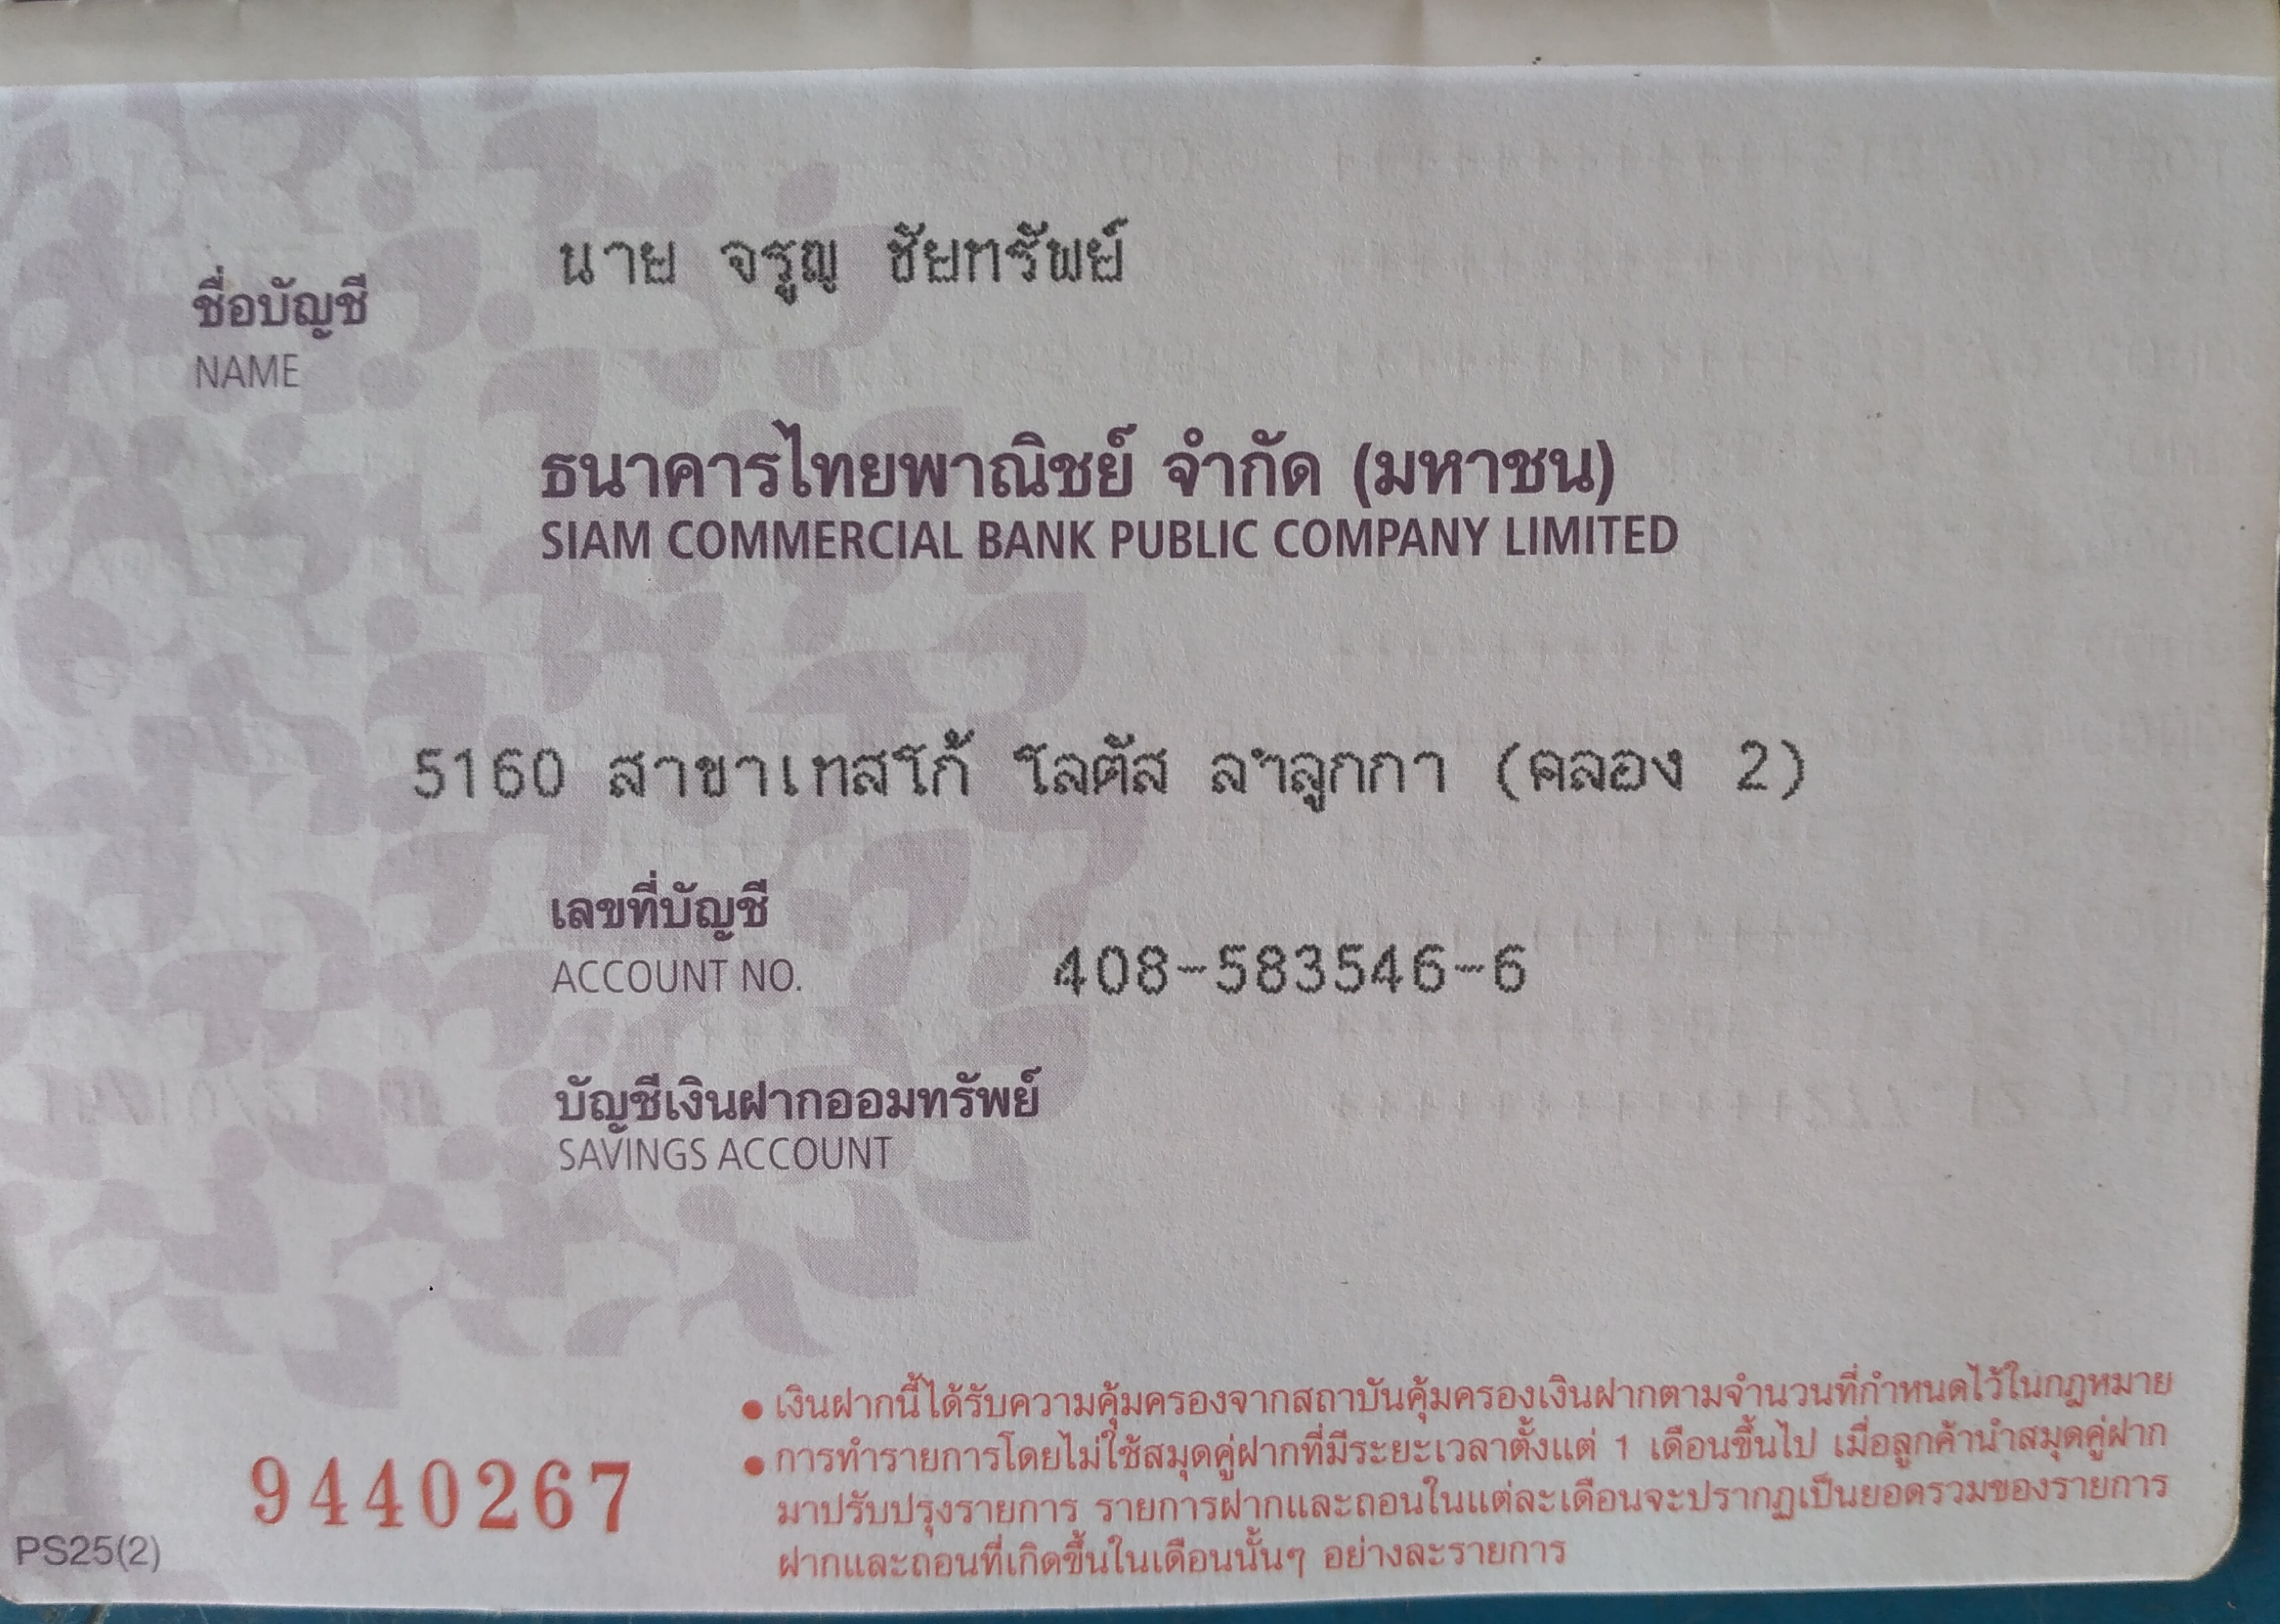 นาย จรูญ ชัยทรัพย์
ชื่อบัญชี
NAME
ธนาคารไทยพาณิชย์ จำกัด (มหาชน)
SIAM COMMERCIAL BANK PUBLIC COMPANY LIMITED
5160 สาขาเทสโก้ โลตัส ลฯลูกกา (คลอง 2)
เลขที่บัญชี
ACCOUNT NO. 408-583546-6
บัญชีเงินฝากออมทรัพย์
SAVINGS ACCOUNT
• เงินฝากนี้ได้รับความคุ้มครองจากสถาบันคุ้มครองเงินฝากตามจำนวนที่กำหนดไว้ในกฎหมาย
• การทำรายการโดยไม่ใช้สมุดคู่ฝากที่มีระยะเวลาตั้งแต่ 1 เดือนขึ้นไป เมื่อลูกค้านำสมุดคู่ฝาก
มาปรับปรุงรายการ รายการฝากและถอนในแต่ละเดือนจะปรากฏเป็นยอดรวมของรายการ
ฝากและถอนที่เกิดขึ้นในเดือนนั้นๆ อย่างละรายการ
9440267
PS25(2)